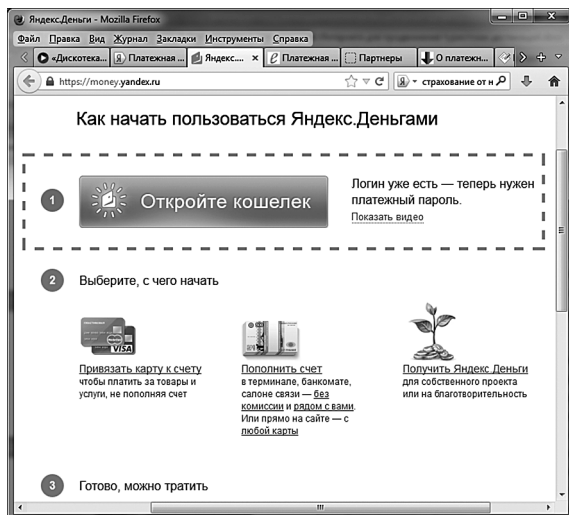 Яндекс.Деньги - Mozilla Firefox
Файл Правка Вид Журнал Закладки Инструменты Справка
«Дискотека... Платежная ... Яндекс.... × Платежная ... Партнеры О платежн...
https://money.yandex.ru страхование от н
Как начать пользоваться Яндекс.Деньгами
1 Откройте кошелек
Логин уже есть — теперь нужен
платежный пароль.
Показать видео
2 Выберите, с чего начать
VISA
Привязать карту к счету
чтобы платить за товары и
услуги, не пополняя счет
Пополнить счет
в терминале, банкомате,
салоне связи — без
комиссии и рядом с вами.
Или прямо на сайте — с
любой карты
Получить Яндекс.Деньги
для собственного проекта
или на благотворительность
3 Готово, можно тратить